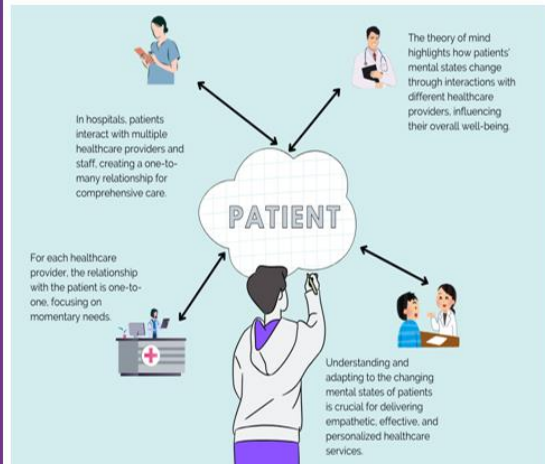 The theory of mind
highlights how patients'
mental states change
through interactions with
different healthcare
providers, influencing
their overall well-being.
In hospitals, patients
interact with multiple
healthcare providers and
staff, creating a one-to-
many relationship for
comprehensive care.
PATIENT
For each healthcare
provider, the relationship
with the patient is one-to-
one, focusing on
momentary needs.
Understanding and
adapting to the changing
mental states of patients
is crucial for delivering
empathetic, effective, and
personalized healthcare
services.